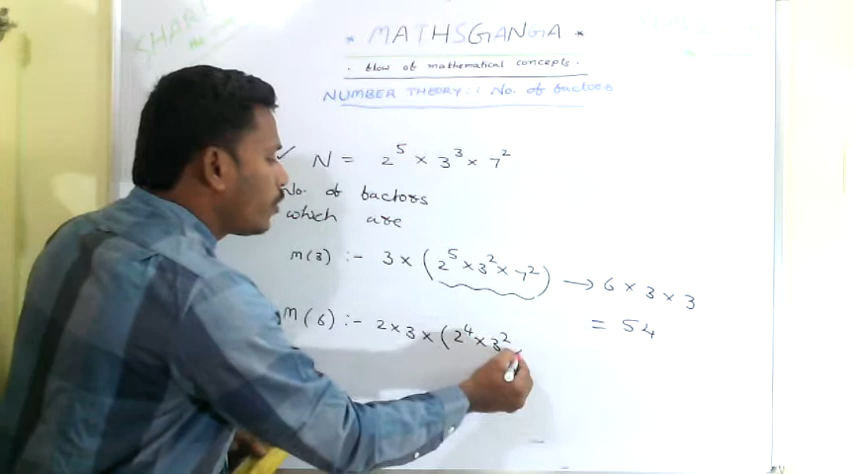 SHARE
* MATHSGANGA *
. flow of mathematical concepts.
NUMBER THEORY:: No. of factors
✓ N = 2^5 × 3^3 × 7^2
No. of factors
which are
m(3) :- 3 × (2^5 × 3^2 × 7^2) → 6 × 3 × 3
= 54
m(6) :- 2 × 3 × (2^4 × 3^2